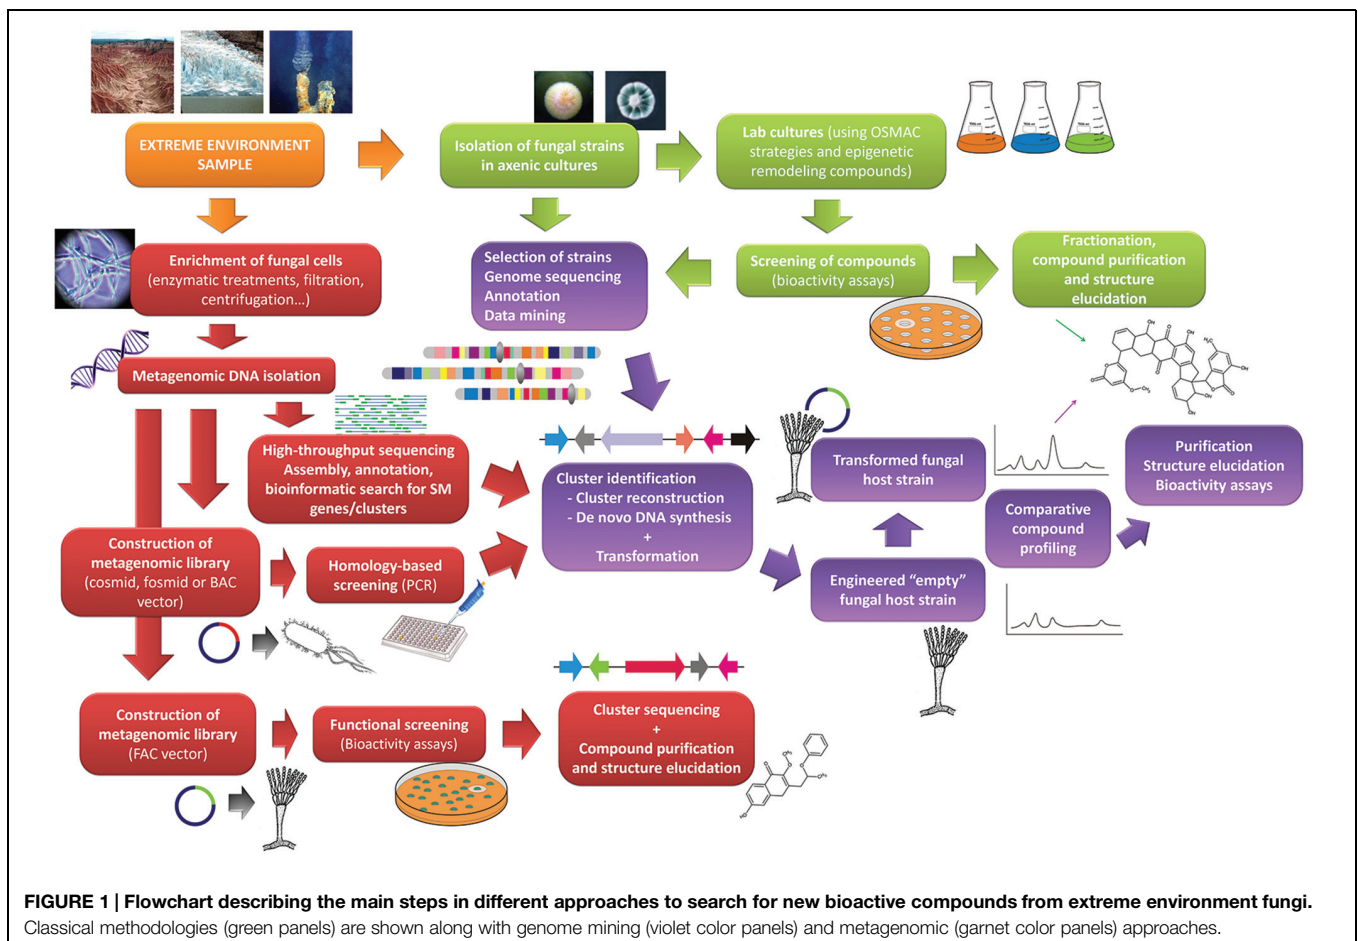 EXTREME ENVIRONMENT
SAMPLE
Isolation of fungal strains
in axenic cultures
Lab cultures (using OSMAC
strategies and epigenetic
remodeling compounds)
Enrichment of fungal cells
(enzymatic treatments, filtration,
centrifugation...)
Selection of strains
Genome sequencing
Annotation
Data mining
Screening of compounds
(bioactivity assays)
Fractionation,
compound purification
and structure
elucidation
Metagenomic DNA isolation
High-throughput sequencing
Assembly, annotation,
bioinformatic search for SM
genes/clusters
Cluster identification
- Cluster reconstruction
- De novo DNA synthesis
+
Transformation
Transformed fungal
host strain
Purification
Structure elucidation
Bioactivity assays
Comparative
compound
profiling
Construction of
metagenomic library
(cosmid, fosmid or BAC
vector)
Homology-based
screening (PCR)
Engineered “empty”
fungal host strain
Construction of
metagenomic library
(FAC vector)
Functional screening
(Bioactivity assays)
Cluster sequencing
+
Compound purification
and structure elucidation
FIGURE 1 | Flowchart describing the main steps in different approaches to search for new bioactive compounds from extreme environment fungi.
Classical methodologies (green panels) are shown along with genome mining (violet color panels) and metagenomic (garnet color panels) approaches.